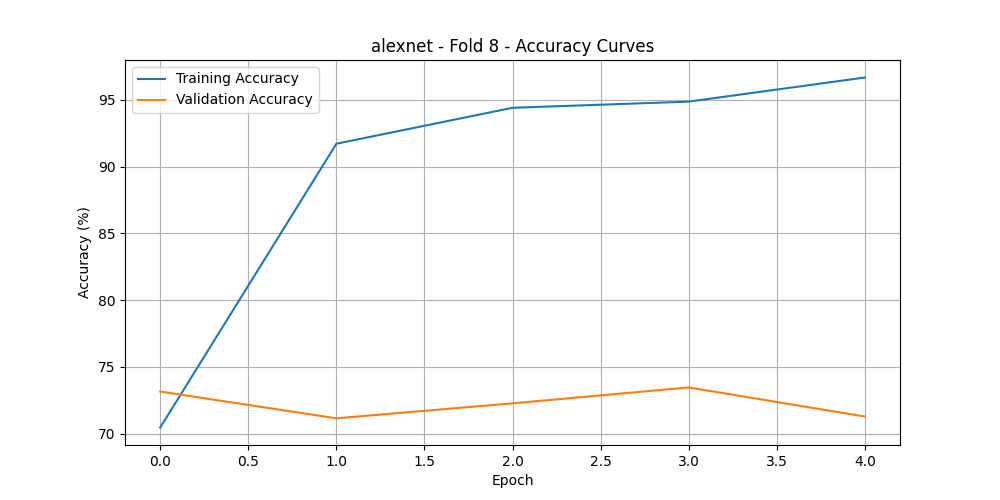 alexnet - Fold 8 - Accuracy Curves
Training Accuracy
Validation Accuracy
Accuracy (%)
95
90
85
80
75
70
0.0 0.5 1.0 1.5 2.0 2.5 3.0 3.5 4.0
Epoch